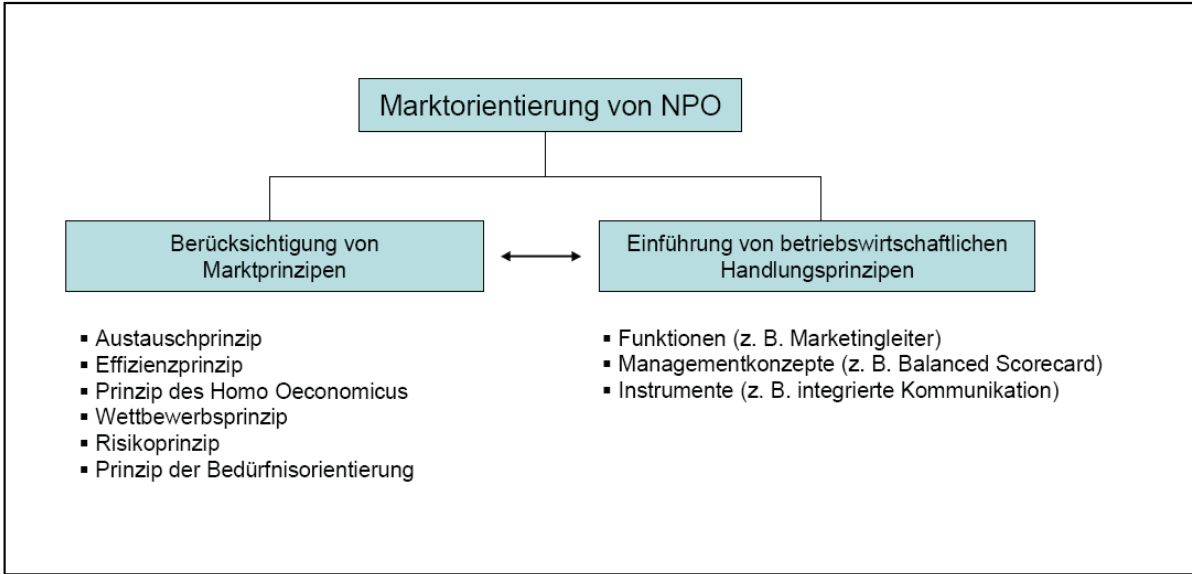 Marktorientierung von NPO
Berücksichtigung von
Marktprinzipen
▪ Austauschprinzip
▪ Effizienzprinzip
▪ Prinzip des Homo Oeconomicus
▪ Wettbewerbsprinzip
▪ Risikoprinzip
▪ Prinzip der Bedürfnisorientierung
Einführung von betriebswirtschaftlichen
Handlungsprinzipen
▪ Funktionen (z. B. Marketingleiter)
▪ Managementkonzepte (z. B. Balanced Scorecard)
▪ Instrumente (z. B. integrierte Kommunikation)